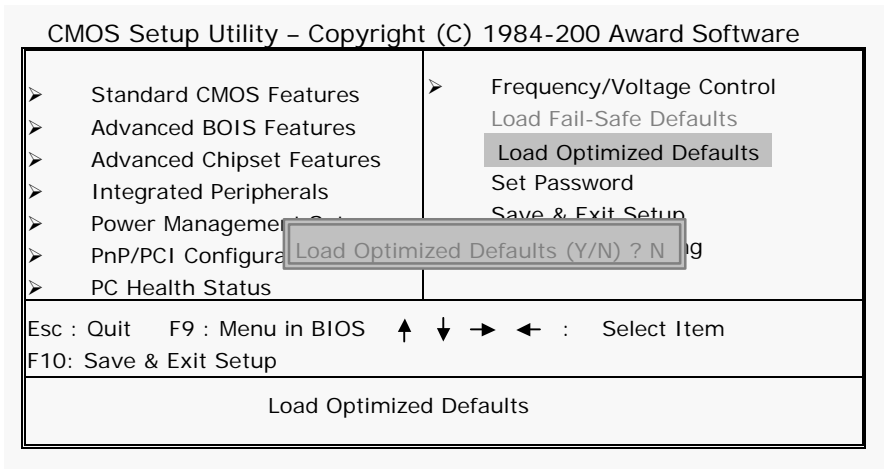 CMOS Setup Utility – Copyright (C) 1984-200 Award Software
➢ Standard CMOS Features
➢ Advanced BOIS Features
➢ Advanced Chipset Features
➢ Integrated Peripherals
➢ Power Management
➢ PnP/PCI
➢ PC Health Status
➢ Frequency/Voltage Control
Load Fail-Safe Defaults
Load Optimized Defaults
Set Password
Save & Exit Setup
Load Optimized Defaults (Y/N) ? N
Esc : Quit F9 : Menu in BIOS ↑ ↓ → ← : Select Item
F10: Save & Exit Setup
Load Optimized Defaults